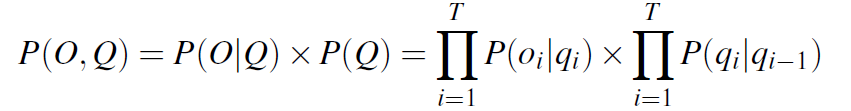 P(O,Q) = P(O|Q) × P(Q) = ∏_{i=1}^{T} P(o_i|q_i) × ∏_{i=1}^{T} P(q_i|q_{i−1})